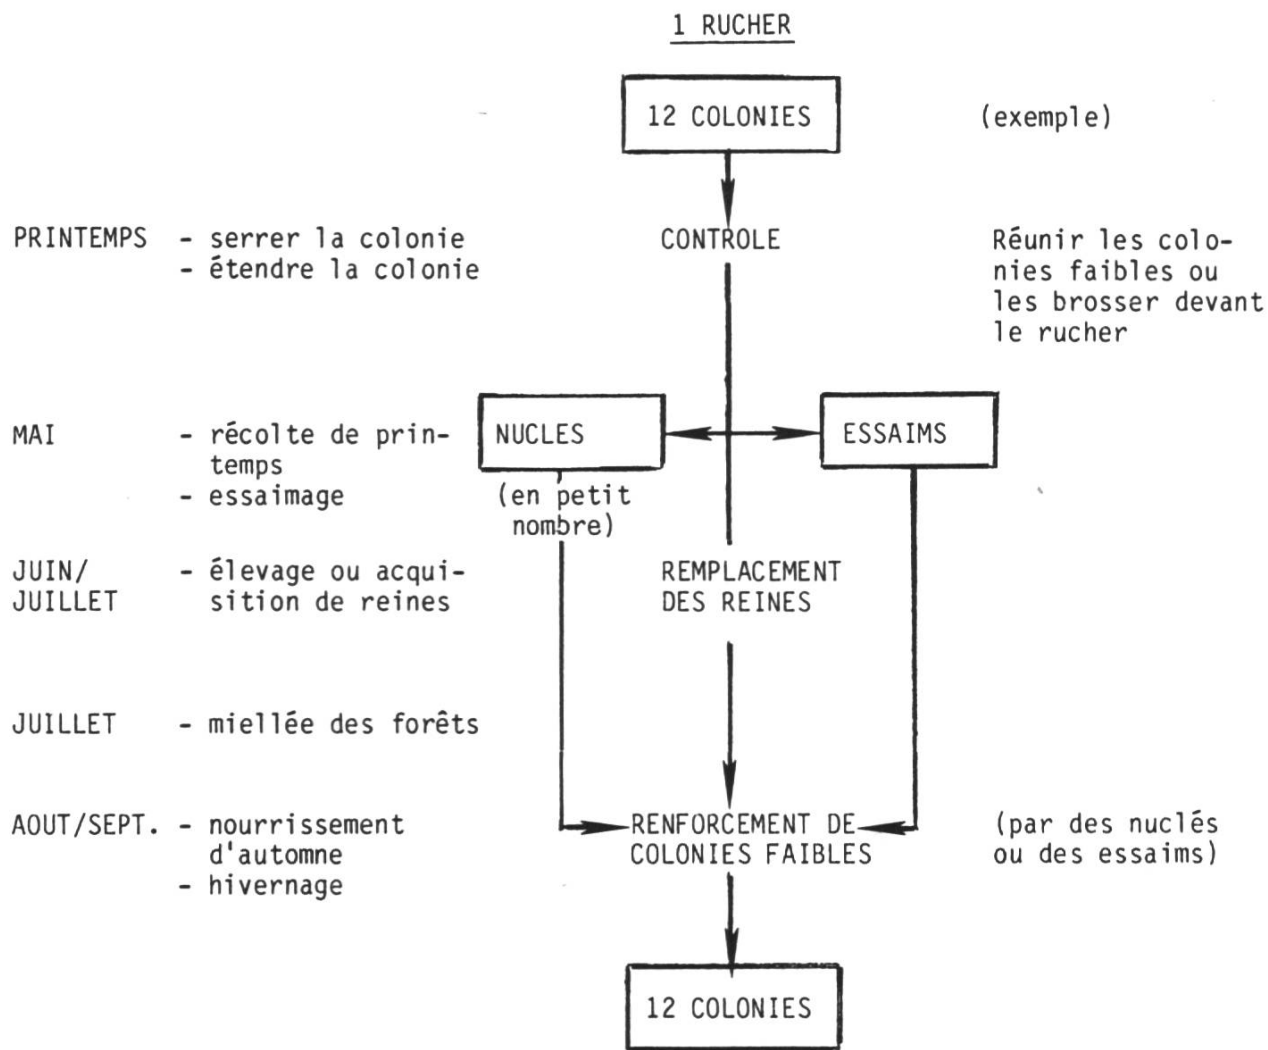 1 RUCHER
12 COLONIES
(exemple)
PRINTEMPS - serrer la colonie
- étendre la colonie
CONTROLE
Réunir les colo-
nies faibles ou
les brosser devant
le rucher
MAI - récolte de prin-
temps
- essaimage
NUCLES
(en petit
nombre)
ESSAIMS
JUIN/ - élevage ou acqui-
JUILLET sition de reines
REMPLACEMENT
DES REINES
JUILLET - miellée des forêts
AOUT/SEPT. - nourrissement
d'automne
- hivernage
RENFORCEMENT DE
COLONIES FAIBLES
(par des nuclés
ou des essaims)
12 COLONIES